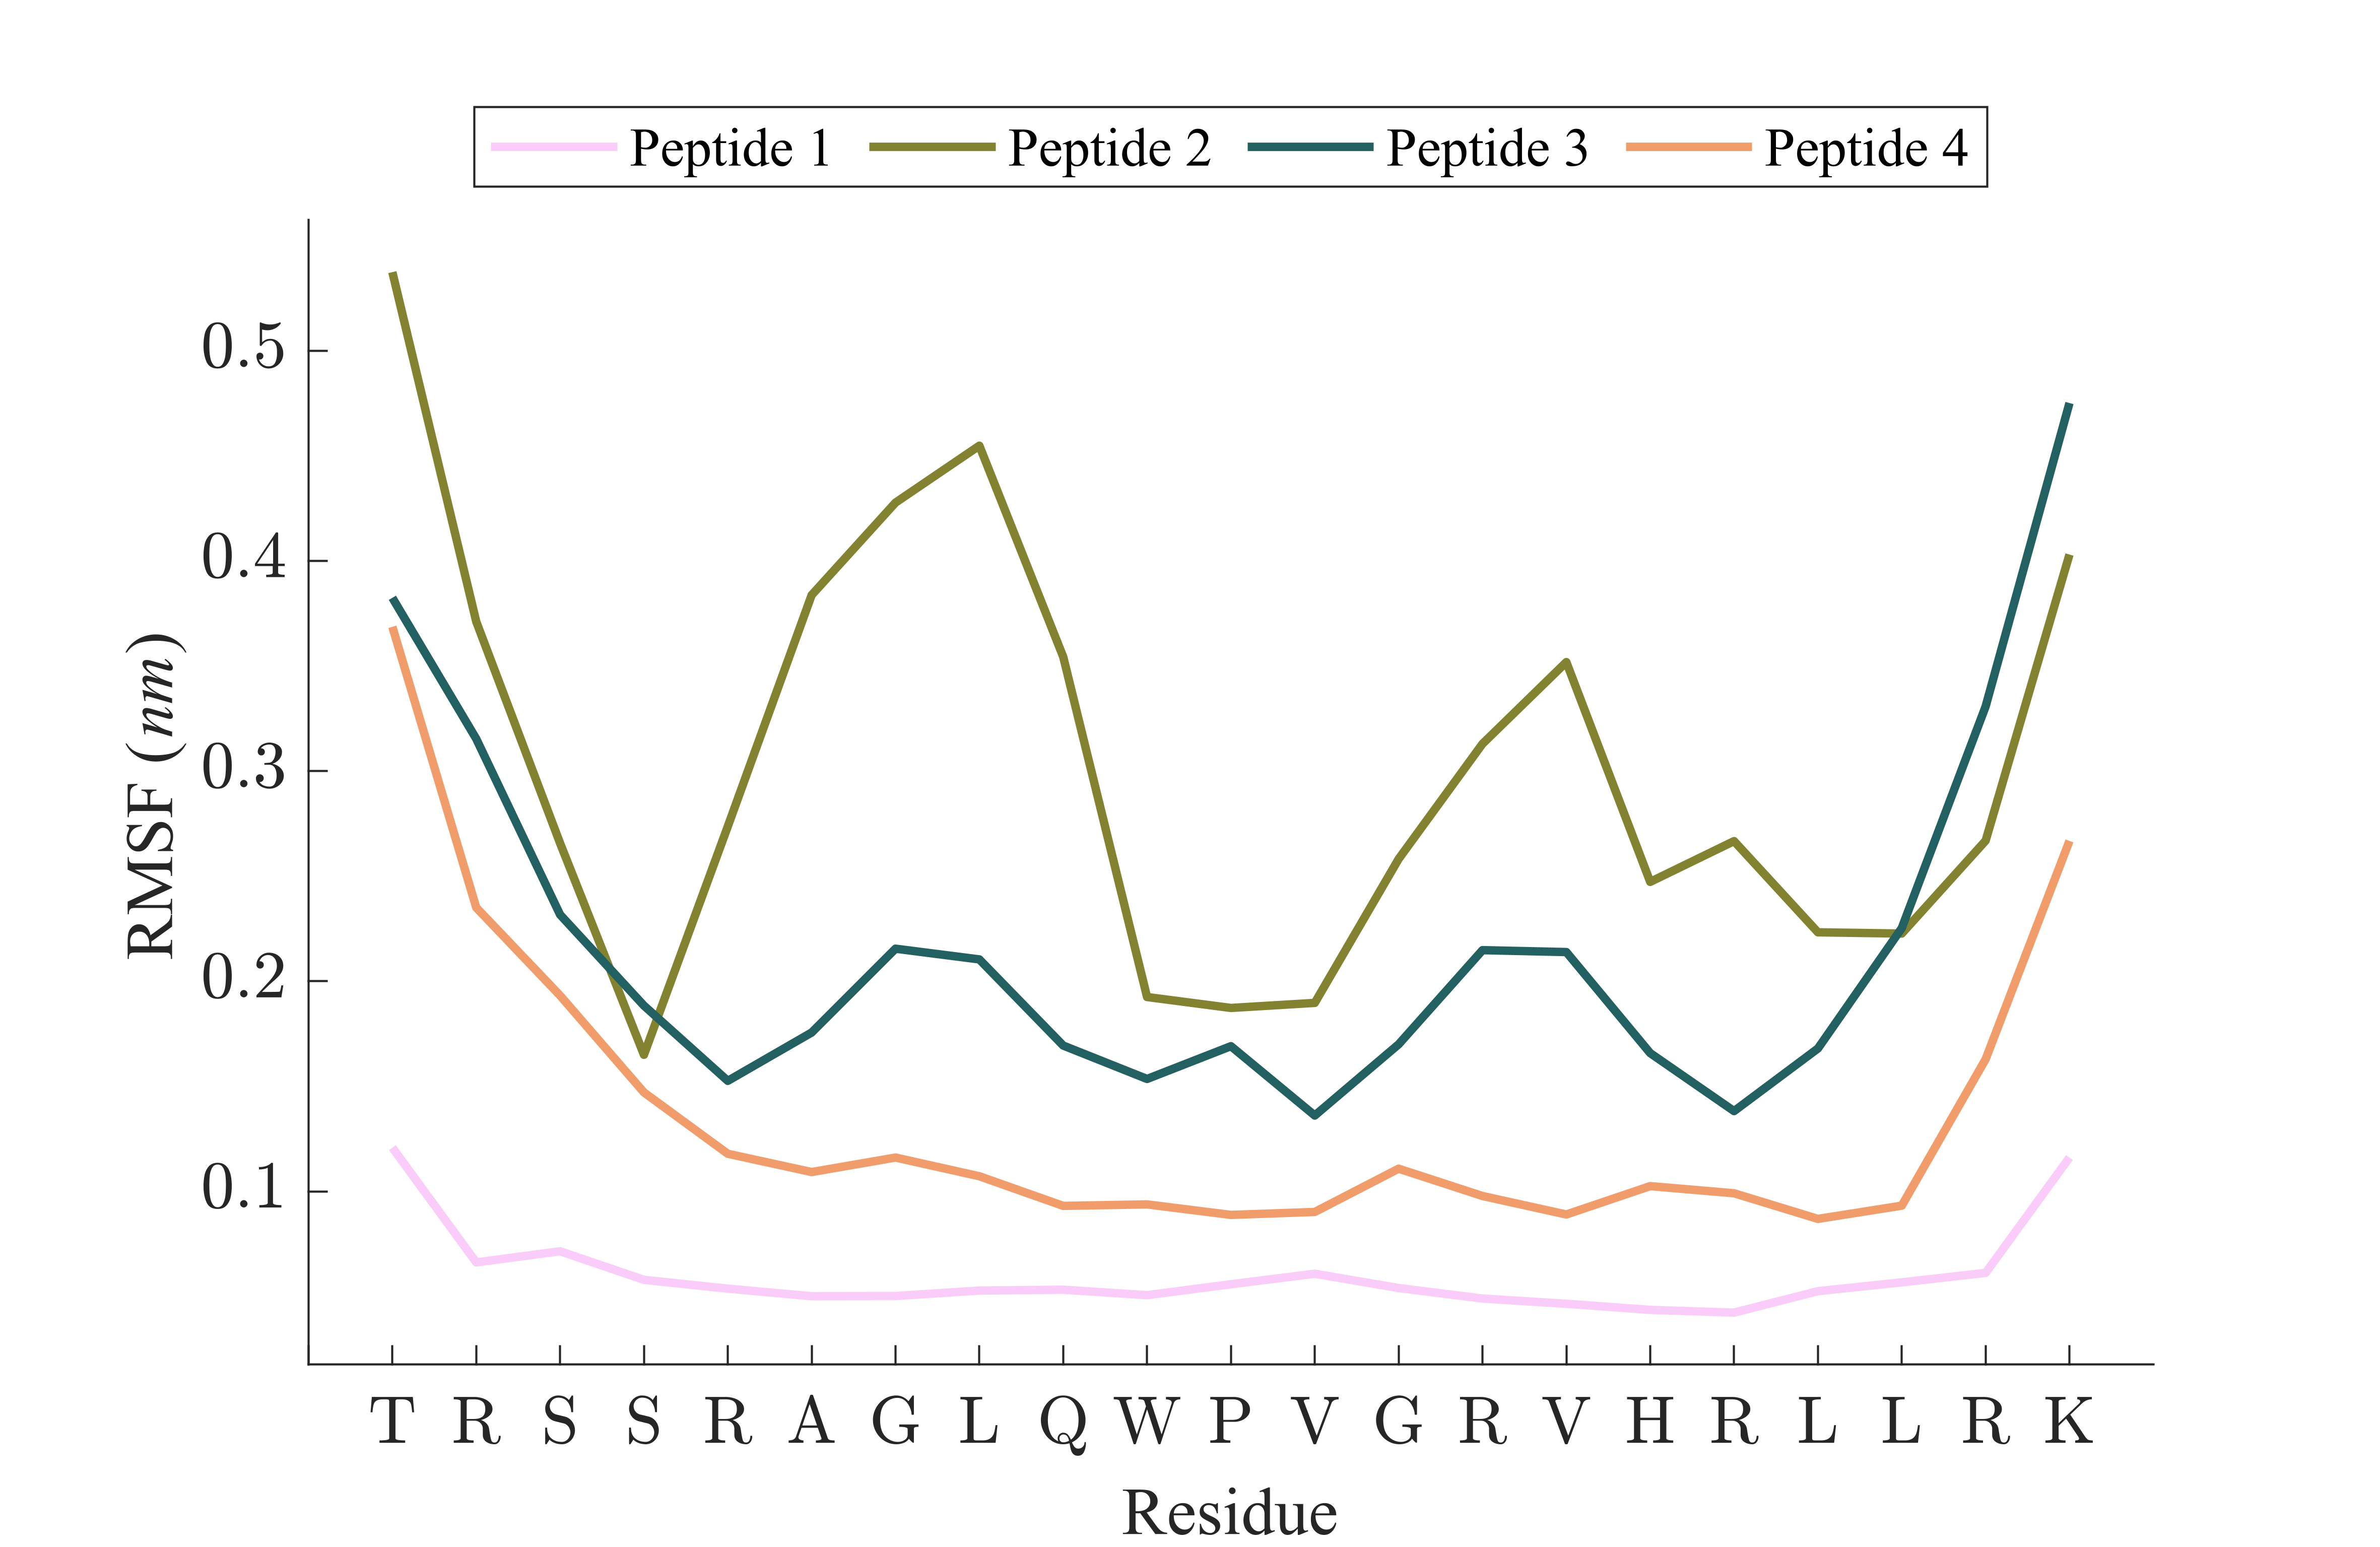 Peptide 1 Peptide 2 Peptide 3 Peptide 4
0.5
0.4
0.3
0.2
0.1
RMSF (nm)
T R S S R A G L Q W P V G R V H R L L R K
Residue